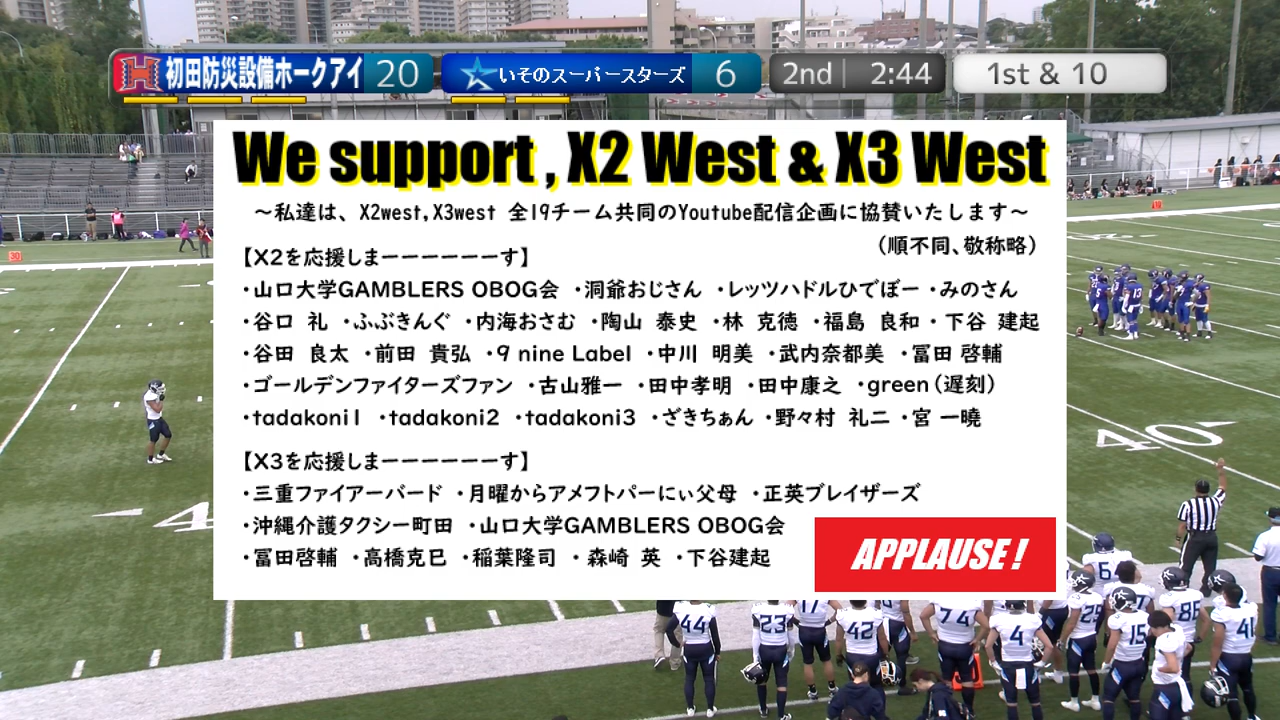 初田防災設備ホークアイ 20 いそのスーパースターズ 6 2nd 2:44 1st & 10
We support , X2 West & X3 West
～私達は、X2west,X3west 全19チーム共同のYoutube配信企画に協賛いたします～
（順不同、敬称略）
【X2を応援しまーーーーーーす】
・山口大学GAMBLERS OBOG会 ・洞爺おじさん ・レッツハドルひでぼー ・みのさん
・谷口 礼 ・ふぶきんぐ ・内海おさむ ・陶山 泰史 ・林 克徳 ・福島 良和 ・下谷 建起
・谷田 良太 ・前田 貴弘 ・9 nine Label ・中川 明美 ・武内奈都美 ・冨田 啓輔
・ゴールデンファイターズファン ・古山雅一 ・田中孝明 ・田中康之 ・green（遅刻）
・tadakoni1 ・tadakoni2 ・tadakoni3 ・ざきちぁん ・野々村 礼二 ・宮 一曉
【X3を応援しまーーーーーーす】
・三重ファイアーバード ・月曜からアメフトバーにぃ父母 ・正英ブレイザーズ
・沖縄介護タクシー町田 ・山口大学GAMBLERS OBOG会
・冨田啓輔 ・高橋克巳 ・稲葉隆司 ・森崎 英 ・下谷建起
APPLAUSE !
30
40
4
13
6
44
23
17
42
74
4
25
15
85
41